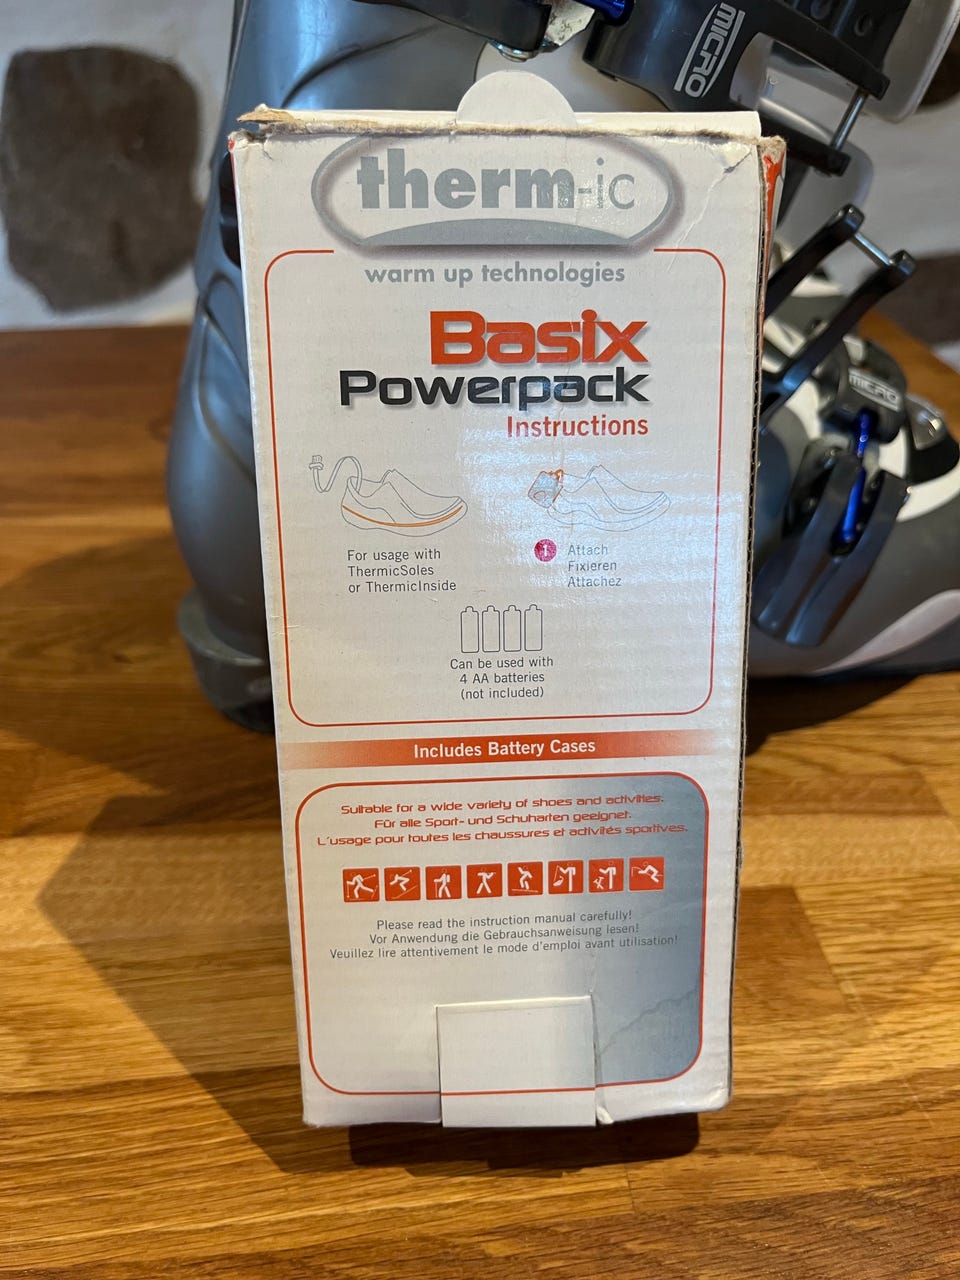 MICRO
therm-ic
warm up technologies
Basix
Powerpack
Instructions
MICRO
For usage with
ThermicSoles
or ThermicInside
1
Attach
Fixieren
Attachez
Can be used with
4 AA batteries
(not included)
Includes Battery Cases
Suitable for a wide variety of shoes and activities.
Für alle Sport- und Schuharten geeignet.
L'usage pour toutes les chaussures et activités sportives.
Please read the instruction manual carefully!
Vor Anwendung die Gebrauchsanweisung lesen!
Veuillez lire attentivement le mode d'emploi avant utilisation!